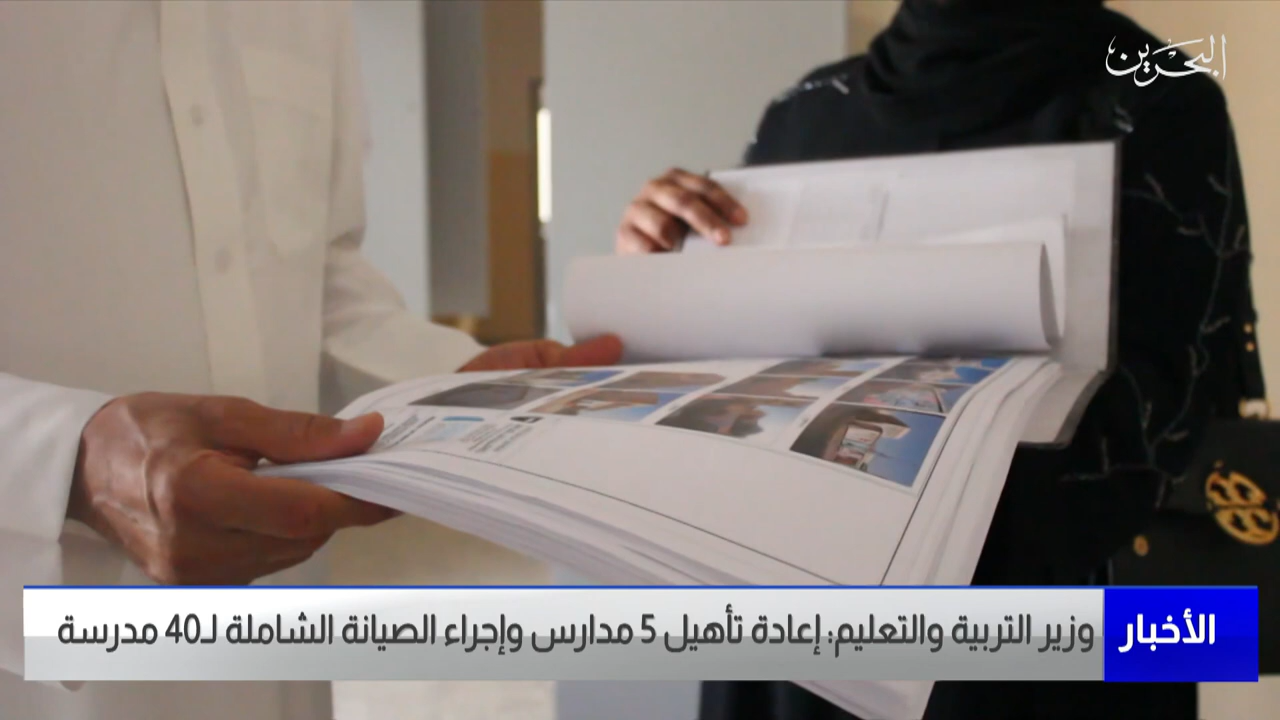 البحرين
الأخبار
وزير التربية والتعليم: إعادة تأهيل 5 مدارس وإجراء الصيانة الشاملة لـ40 مدرسة